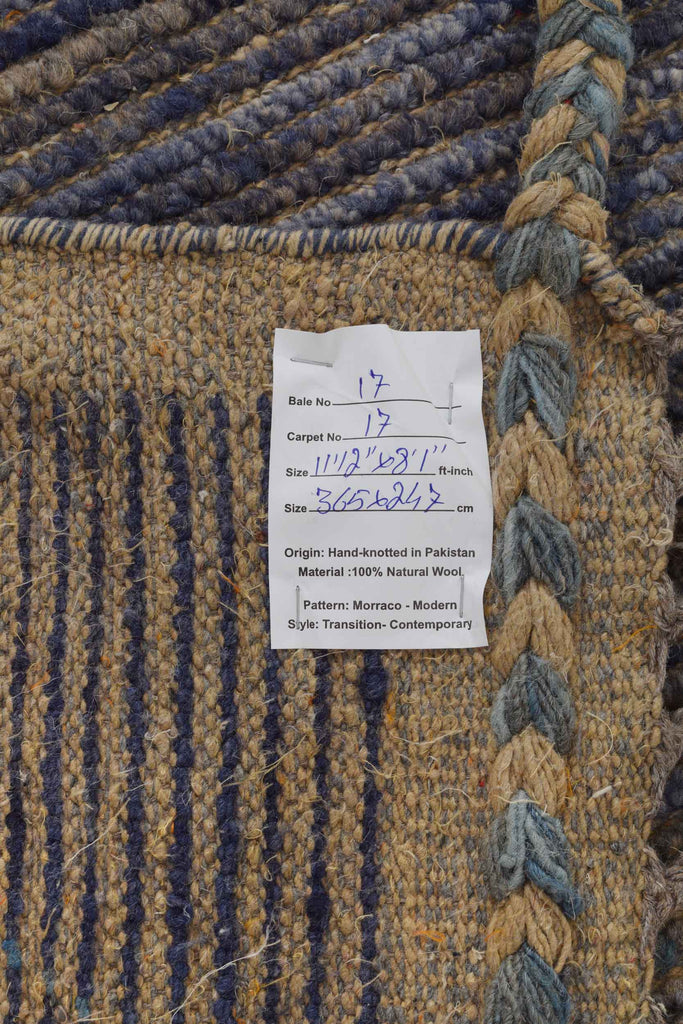 Bale No 17
Carpet No 17
Size 11'12"x8'1" ft-inch
Size 365x247 cm
Origin: Hand-knotted in Pakistan
Material :100% Natural Wool
Pattern: Morraco - Modern
Style: Transition- Contemporary